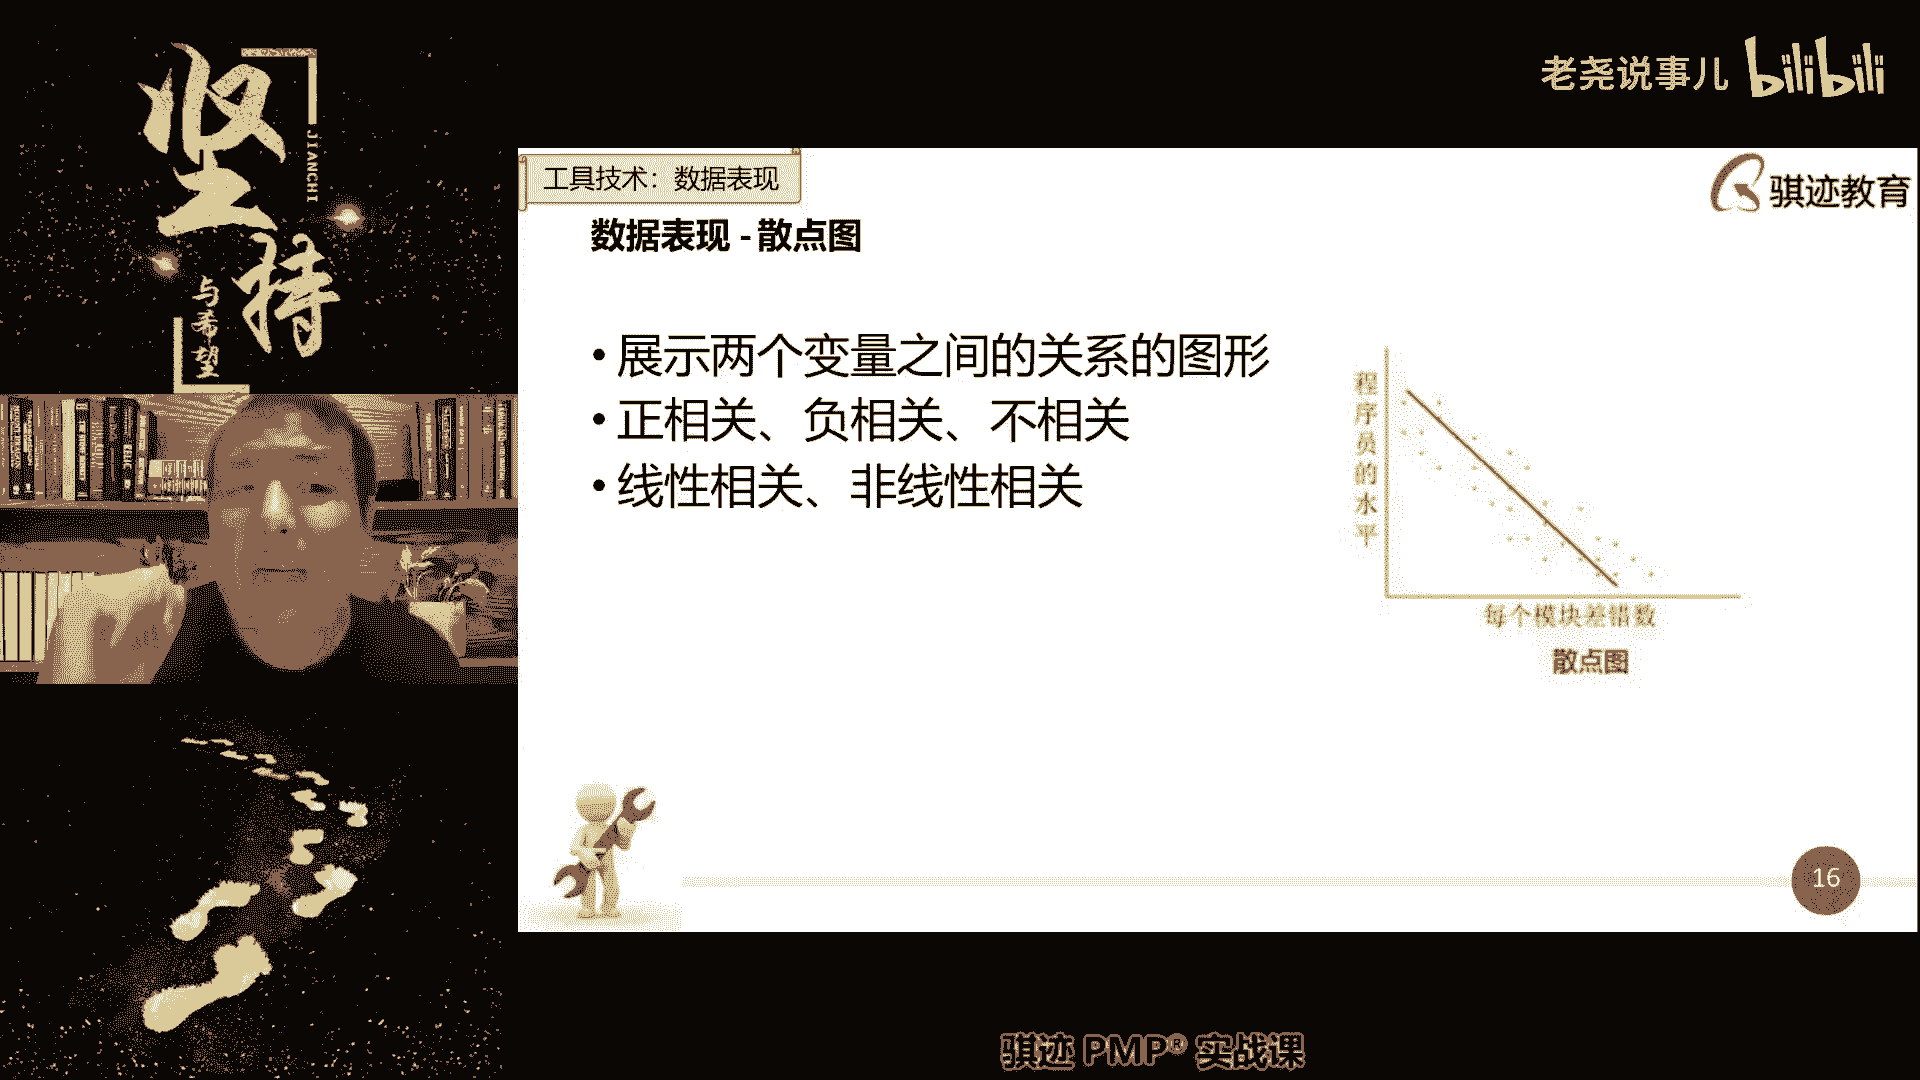 坚持
JIANCHI
与希望
老尧说事儿 bilibili
工具技术：数据表现
骐迹教育
数据表现 - 散点图
• 展示两个变量之间的关系的图形
• 正相关、负相关、不相关
• 线性相关、非线性相关
程序员的水平
每个模块差错数
散点图
16
骐迹 PMP® 实战课